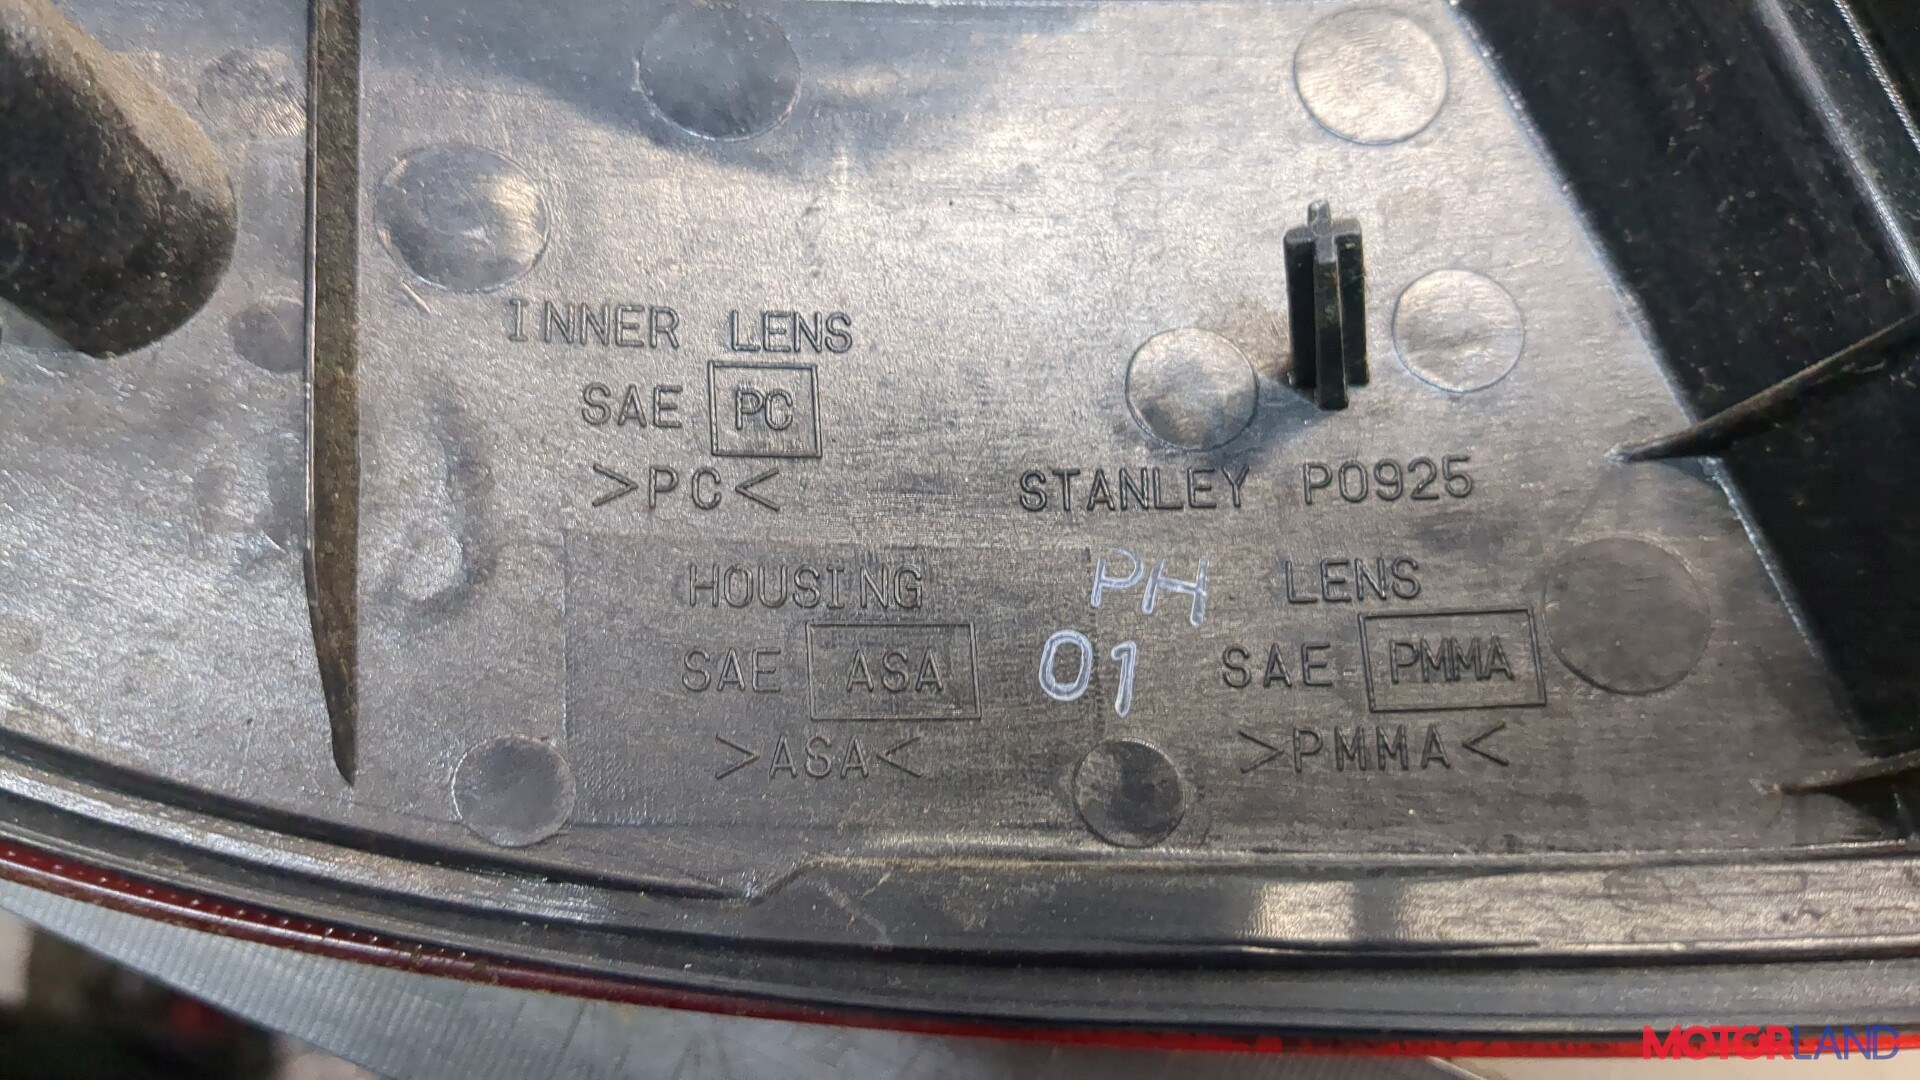 INNER LENS
SAE PC
>PC<
STANLEY P0925
HOUSING
SAE ASA
>ASA<
PH
01
LENS
SAE PMMA
>PMMA<
MOTORLAND